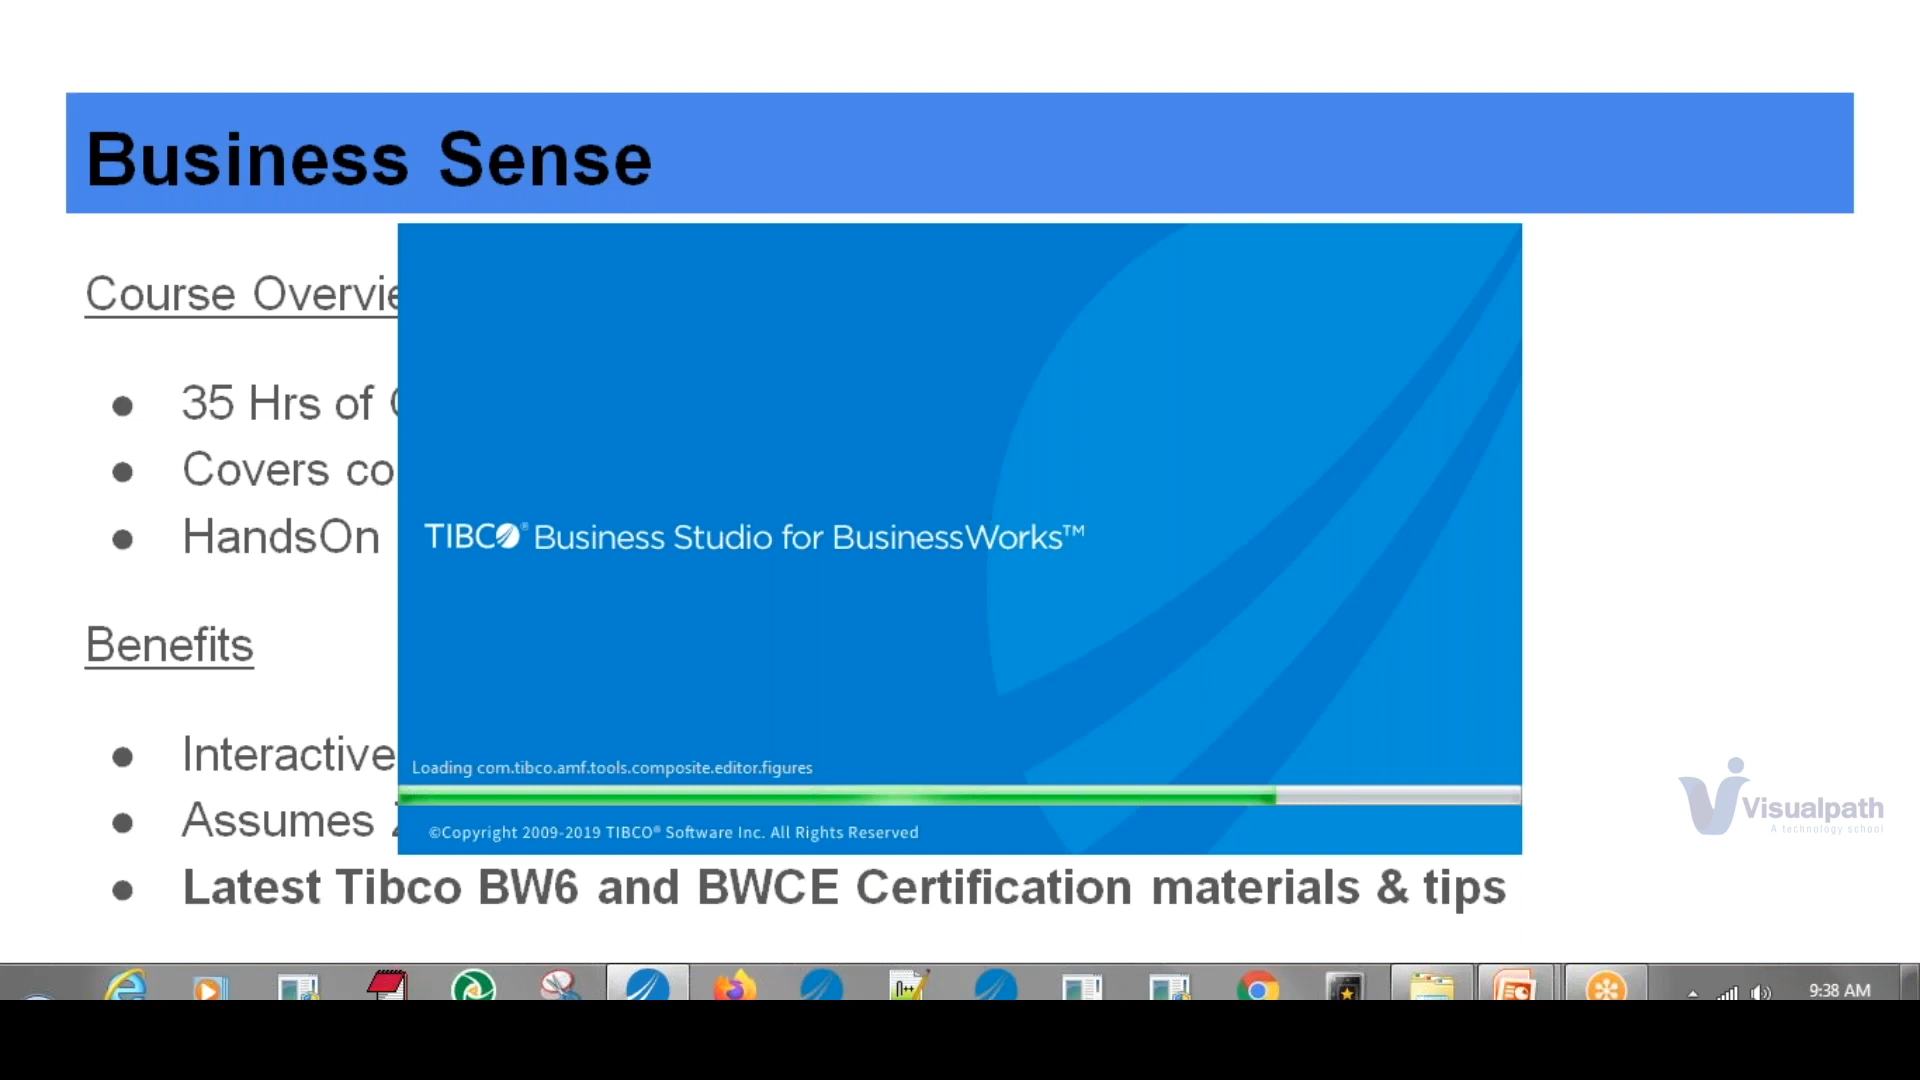 Business Sense
Course Overvie
35 Hrs of
Covers co
HandsOn
Benefits
Interactive
Assumes
Latest Tibco BW6 and BWCE Certification materials & tips
TIBCO® Business Studio for BusinessWorks™
Loading com.tibco.amf.tools.composite.editor.figures
©Copyright 2009-2019 TIBCO® Software Inc. All Rights Reserved
Visualpath
A technology school
9:38 AM